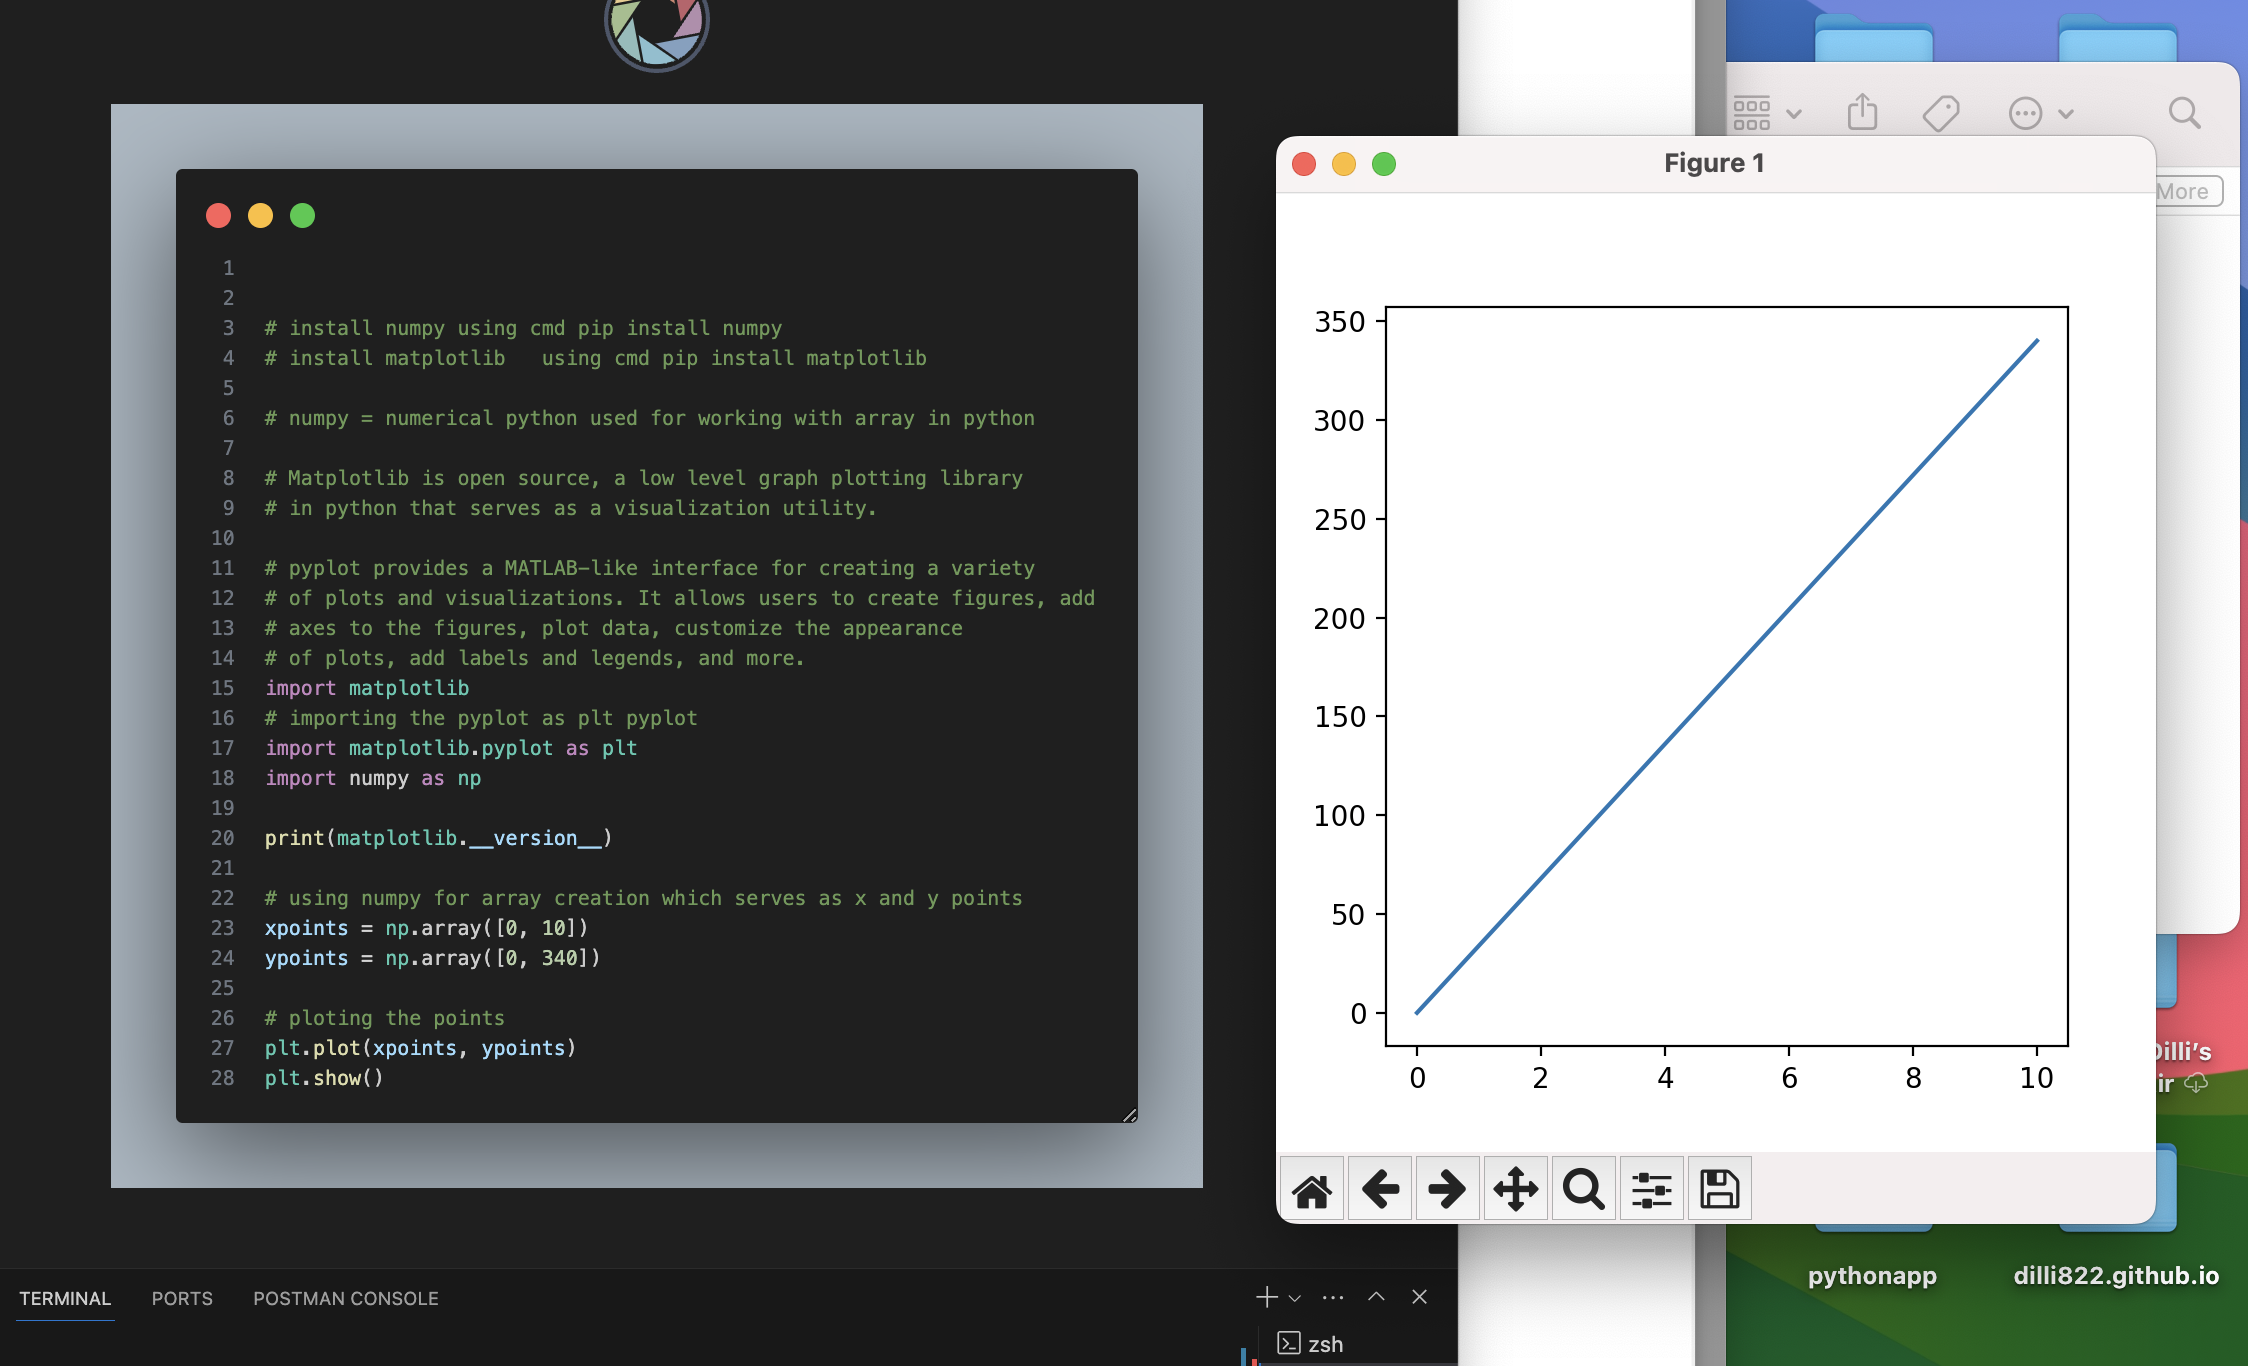 1
2
3 # install numpy using cmd pip install numpy
4 # install matplotlib   using cmd pip install matplotlib
5
6 # numpy = numerical python used for working with array in python
7
8 # Matplotlib is open source, a low level graph plotting library
9 # in python that serves as a visualization utility.
10
11 # pyplot provides a MATLAB-like interface for creating a variety
12 # of plots and visualizations. It allows users to create figures, add
13 # axes to the figures, plot data, customize the appearance
14 # of plots, add labels and legends, and more.
15 import matplotlib
16 # importing the pyplot as plt pyplot
17 import matplotlib.pyplot as plt
18 import numpy as np
19
20 print(matplotlib.__version__)
21
22 # using numpy for array creation which serves as x and y points
23 xpoints = np.array([0, 10])
24 ypoints = np.array([0, 340])
25
26 # ploting the points
27 plt.plot(xpoints, ypoints)
28 plt.show()
TERMINAL PORTS POSTMAN CONSOLE
zsh
Figure 1
350
300
250
200
150
100
50
0
0 2 4 6 8 10
More
Dilli's
ir
pythonapp
dilli822.github.io